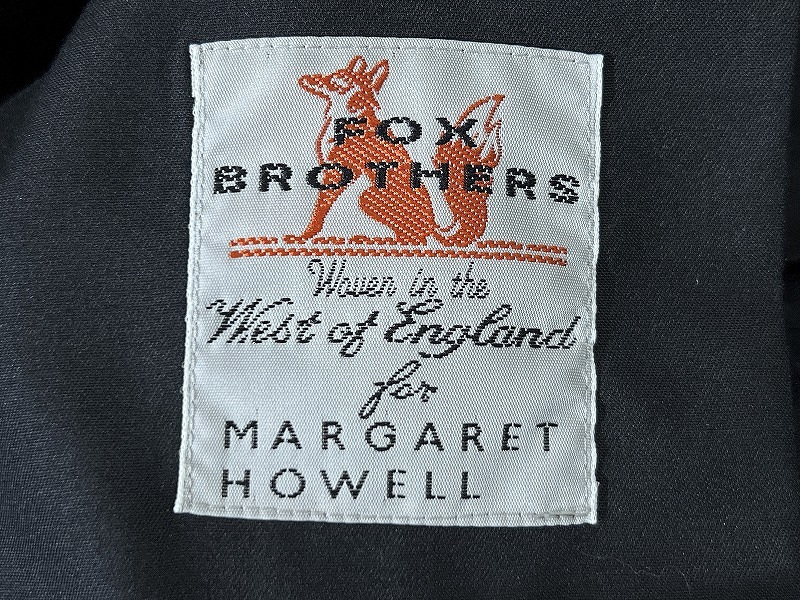 FOX
BROTHERS
Woven in the
West of England
for
MARGARET
HOWELL